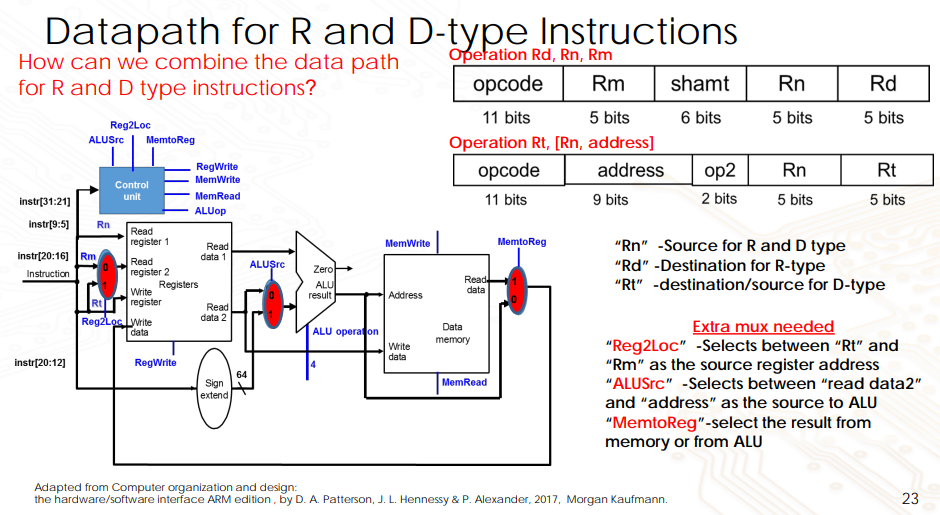 Datapath for R and D-type Instructions
How can we combine the data path
for R and D type instructions?
Operation Rd, Rn, Rm
opcode Rm shamt Rn Rd
11 bits 5 bits 6 bits 5 bits 5 bits
Operation Rt, [Rn, address]
opcode address op2 Rn Rt
11 bits 9 bits 2 bits 5 bits 5 bits
Reg2Loc
ALUSrc MemtoReg
Control
unit
RegWrite
MemWrite
MemRead
ALUop
instr[31:21]
instr[9:5] Rn
instr[20:16] Rm
Instruction
0
1
Rt
Reg2Loc
instr[20:12]
Read
register 1
Read
register 2
Registers
Write
register
Write
data
Read
data 1
Read
data 2
RegWrite
Sign
extend
64
ALUSrc
0
1
Zero
ALU
result
ALU operation
4
MemWrite
Address
Read
data
Data
memory
Write
data
MemRead
MemtoReg
1
0
“Rn” -Source for R and D type
“Rd” -Destination for R-type
“Rt” -destination/source for D-type
Extra mux needed
“Reg2Loc” -Selects between “Rt” and
“Rm” as the source register address
“ALUSrc” -Selects between “read data2”
and “address” as the source to ALU
“MemtoReg”-select the result from
memory or from ALU
Adapted from Computer organization and design:
the hardware/software interface ARM edition , by D. A. Patterson, J. L. Hennessy & P. Alexander, 2017, Morgan Kaufmann.
23